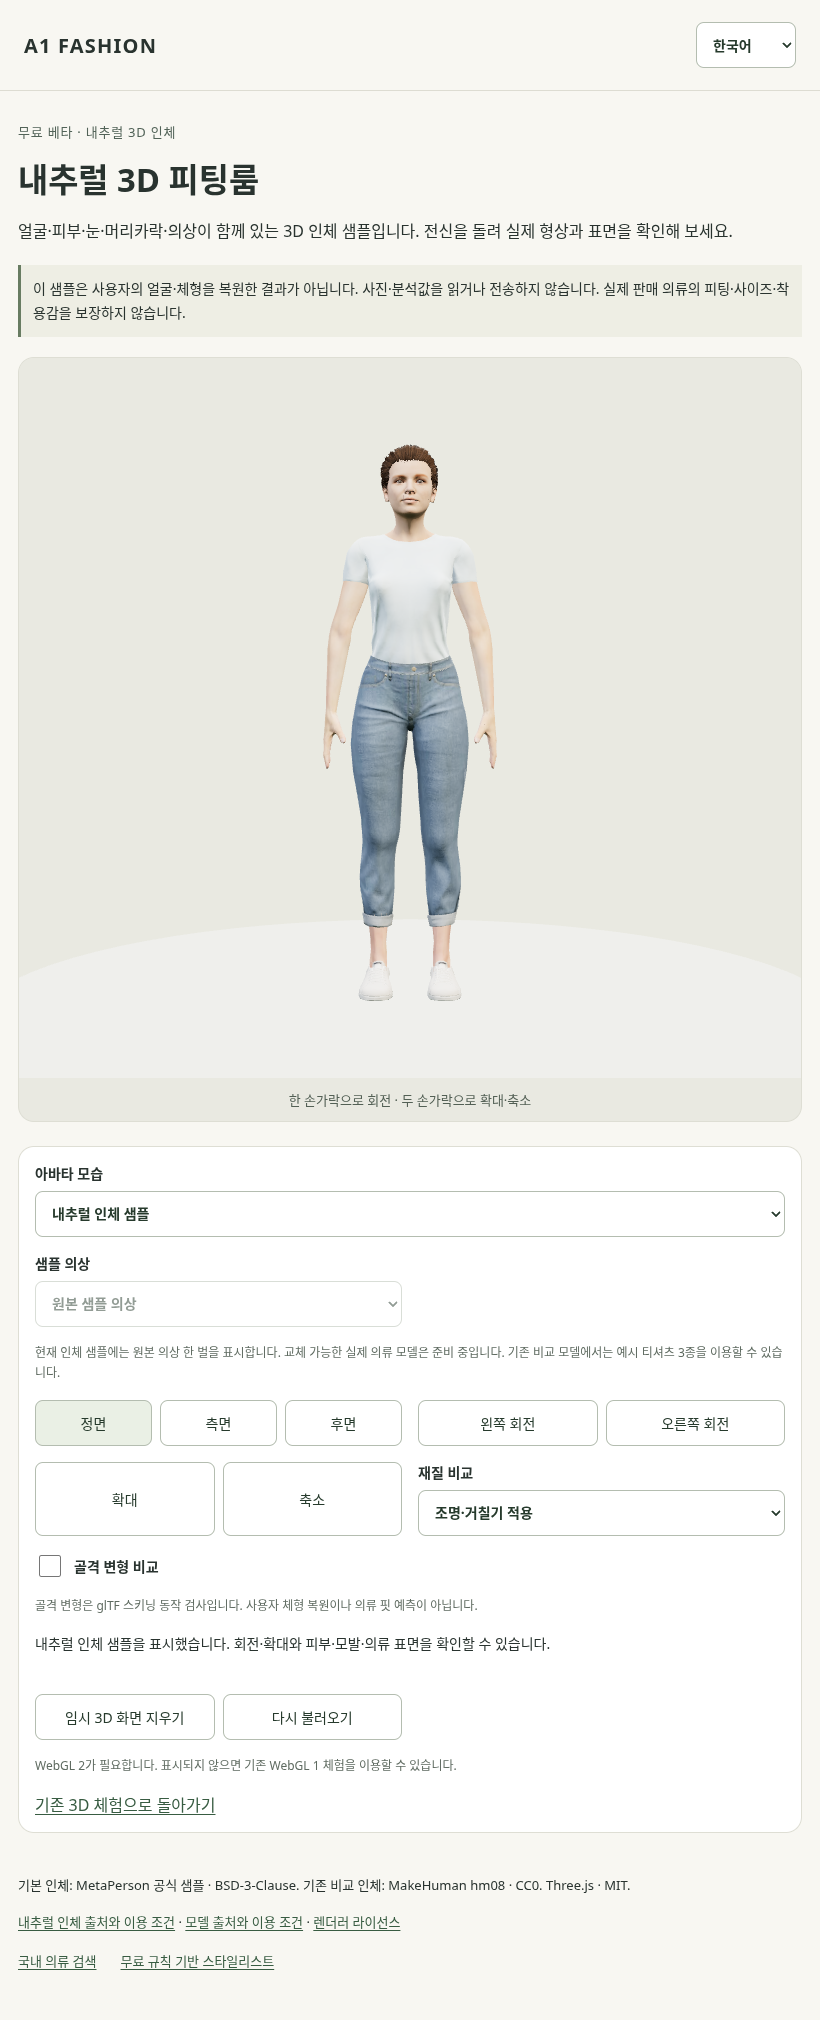 A1 FASHION
한국어
무료 베타 · 내추럴 3D 인체
내추럴 3D 피팅룸
얼굴·피부·눈·머리카락·의상이 함께 있는 3D 인체 샘플입니다. 전신을 돌려 실제 형상과 표면을 확인해 보세요.
이 샘플은 사용자의 얼굴·체형을 복원한 결과가 아닙니다. 사진·분석값을 읽거나 전송하지 않습니다. 실제 판매 의류의 피팅·사이즈·착
용감을 보장하지 않습니다.
한 손가락으로 회전 · 두 손가락으로 확대·축소
아바타 모습
내추럴 인체 샘플
샘플 의상
원본 샘플 의상
현재 인체 샘플에는 원본 의상 한 벌을 표시합니다. 교체 가능한 실제 의류 모델은 준비 중입니다. 기존 비교 모델에서는 예시 티셔츠 3종을 이용할 수 있습
니다.
정면 측면 후면 왼쪽 회전 오른쪽 회전
확대 축소
재질 비교
조명·거칠기 적용
골격 변형 비교
골격 변형은 glTF 스키닝 동작 검사입니다. 사용자 체형 복원이나 의류 핏 예측이 아닙니다.
내추럴 인체 샘플을 표시했습니다. 회전·확대와 피부·모발·의류 표면을 확인할 수 있습니다.
임시 3D 화면 지우기 다시 불러오기
WebGL 2가 필요합니다. 표시되지 않으면 기존 WebGL 1 체험을 이용할 수 있습니다.
기존 3D 체험으로 돌아가기
기본 인체: MetaPerson 공식 샘플 · BSD-3-Clause. 기존 비교 인체: MakeHuman hm08 · CC0. Three.js · MIT.
내추럴 인체 출처와 이용 조건 · 모델 출처와 이용 조건 · 렌더러 라이선스
국내 의류 검색 무료 규칙 기반 스타일리스트